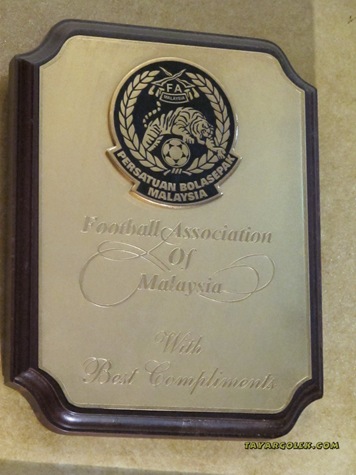 FA
MALAYSIA
PERSATUAN BOLASEPAK
MALAYSIA
Football Association
Of
Malaysia
With
Best Compliments
TAYARGOLEK.COM